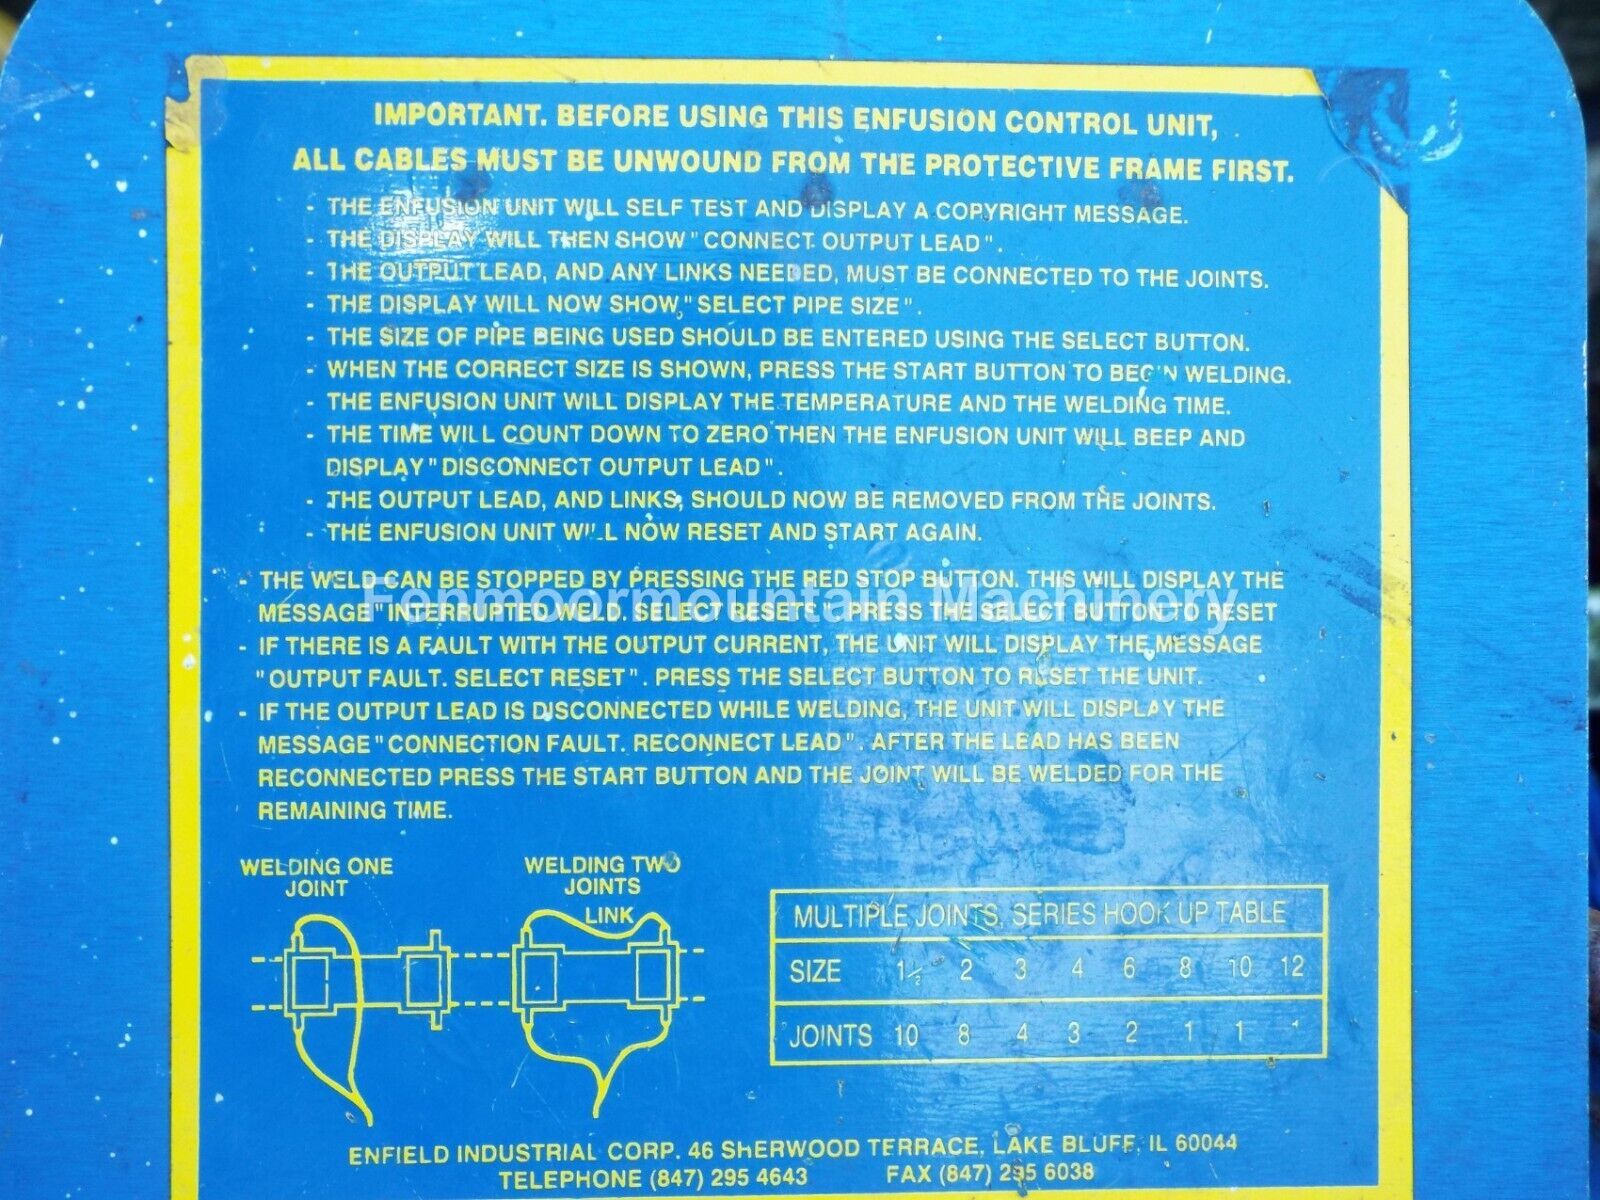 IMPORTANT. BEFORE USING THIS ENFUSION CONTROL UNIT,
ALL CABLES MUST BE UNWOUND FROM THE PROTECTIVE FRAME FIRST.
- THE ENFUSION UNIT WILL SELF TEST AND DISPLAY A COPYRIGHT MESSAGE.
- THE DISPLAY WILL THEN SHOW "CONNECT OUTPUT LEAD".
- THE OUTPUT LEAD, AND ANY LINKS NEEDED, MUST BE CONNECTED TO THE JOINTS.
- THE DISPLAY WILL NOW SHOW "SELECT PIPE SIZE".
- THE SIZE OF PIPE BEING USED SHOULD BE ENTERED USING THE SELECT BUTTON.
- WHEN THE CORRECT SIZE IS SHOWN, PRESS THE START BUTTON TO BEGIN WELDING.
- THE ENFUSION UNIT WILL DISPLAY THE TEMPERATURE AND THE WELDING TIME.
- THE TIME WILL COUNT DOWN TO ZERO THEN THE ENFUSION UNIT WILL BEEP AND
DISPLAY "DISCONNECT OUTPUT LEAD".
- THE OUTPUT LEAD, AND LINKS, SHOULD NOW BE REMOVED FROM THE JOINTS.
- THE ENFUSION UNIT WILL NOW RESET AND START AGAIN.
- THE WELD CAN BE STOPPED BY PRESSING THE RED STOP BUTTON. THIS WILL DISPLAY THE
Fenmoormountain Machinery
MESSAGE "INTERRUPTED WELD. SELECT RESETS". PRESS THE SELECT BUTTON TO RESET
- IF THERE IS A FAULT WITH THE OUTPUT CURRENT, THE UNIT WILL DISPLAY THE MESSAGE
"OUTPUT FAULT. SELECT RESET". PRESS THE SELECT BUTTON TO RESET THE UNIT.
- IF THE OUTPUT LEAD IS DISCONNECTED WHILE WELDING, THE UNIT WILL DISPLAY THE
MESSAGE "CONNECTION FAULT. RECONNECT LEAD". AFTER THE LEAD HAS BEEN
RECONNECTED PRESS THE START BUTTON AND THE JOINT WILL BE WELDED FOR THE
REMAINING TIME.
WELDING ONE
JOINT
WELDING TWO
JOINTS
LINK
MULTIPLE JOINTS, SERIES HOOK UP TABLE
SIZE 1½ 2 3 4 6 8 10 12
JOINTS 10 8 4 3 2 1 1 1
ENFIELD INDUSTRIAL CORP. 46 SHERWOOD TERRACE, LAKE BLUFF, IL 60044
TELEPHONE (847) 295 4643 FAX (847) 295 6038